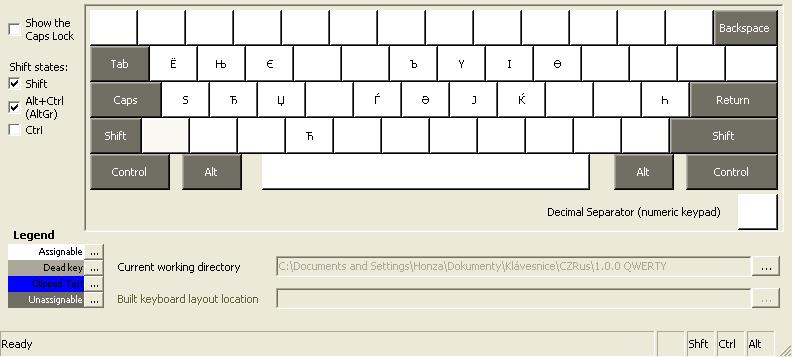 Show the
Caps Lock
Shift states:
Shift
Alt+Ctrl
(AltGr)
Ctrl
Backspace
Tab Ё Њ Є Ъ Ү І Ө
Caps Ѕ Ђ Џ Ѓ Ә Ј Ќ Һ Return
Shift Ћ Shift
Control Alt Alt Control
Decimal Separator (numeric keypad)
Legend
Assignable ...
Dead key ...
Clipped Text ...
Unassignable ...
Current working directory C:\Documents and Settings\Honza\Dokumenty\Klávesnice\CZRus\1.0.0 QWERTY ...
Built keyboard layout location ...
Ready Shft Ctrl Alt